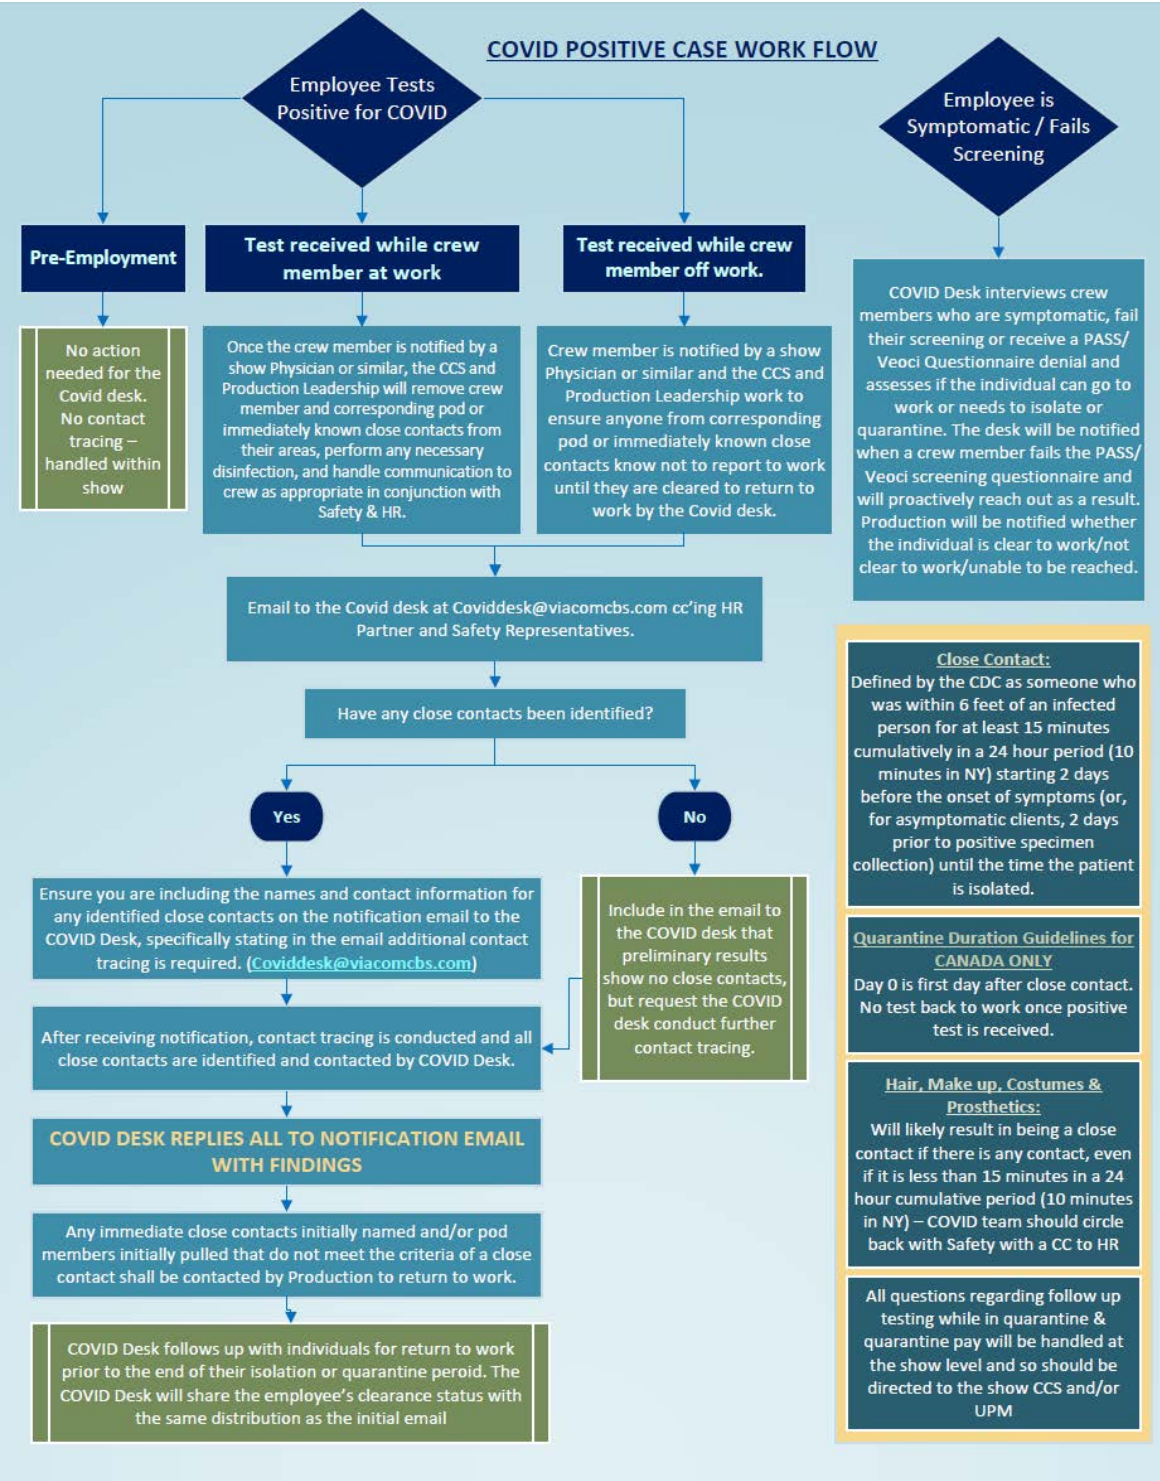 COVID POSITIVE CASE WORK FLOW
Employee Tests
Positive for COVID
Employee is
Symptomatic / Fails
Screening
Pre-Employment
Test received while crew
member at work
Test received while crew
member off work.
No action
needed for the
Covid desk.
No contact
tracing –
handled within
show
Once the crew member is notified by a
show Physician or similar, the CCS and
Production Leadership will remove crew
member and corresponding pod or
immediately known close contacts from
their areas, perform any necessary
disinfection, and handle communication to
crew as appropriate in conjunction with
Safety & HR.
Crew member is notified by a show
Physician or similar and the CCS and
Production Leadership work to
ensure anyone from corresponding
pod or immediately known close
contacts know not to report to work
until they are cleared to return to
work by the Covid desk.
COVID Desk interviews crew
members who are symptomatic, fail
their screening or receive a PASS/
Veoci Questionnaire denial and
assesses if the individual can go to
work or needs to isolate or
quarantine. The desk will be notified
when a crew member fails the PASS/
Veoci screening questionnaire and
will proactively reach out as a result.
Production will be notified whether
the individual is clear to work/not
clear to work/unable to be reached.
Email to the Covid desk at Coviddesk@viacomcbs.com cc'ing HR
Partner and Safety Representatives.
Have any close contacts been identified?
Yes
No
Ensure you are including the names and contact information for
any identified close contacts on the notification email to the
COVID Desk, specifically stating in the email additional contact
tracing is required. (Coviddesk@viacomcbs.com)
Include in the email to
the COVID desk that
preliminary results
show no close contacts,
but request the COVID
desk conduct further
contact tracing.
After receiving notification, contact tracing is conducted and all
close contacts are identified and contacted by COVID Desk.
COVID DESK REPLIES ALL TO NOTIFICATION EMAIL
WITH FINDINGS
Any immediate close contacts initially named and/or pod
members initially pulled that do not meet the criteria of a close
contact shall be contacted by Production to return to work.
COVID Desk follows up with individuals for return to work
prior to the end of their isolation or quarantine peroid. The
COVID Desk will share the employee's clearance status with
the same distribution as the initial email
Close Contact:
Defined by the CDC as someone who
was within 6 feet of an infected
person for at least 15 minutes
cumulatively in a 24 hour period (10
minutes in NY) starting 2 days
before the onset of symptoms (or,
for asymptomatic clients, 2 days
prior to positive specimen
collection) until the time the patient
is isolated.
Quarantine Duration Guidelines for
CANADA ONLY
Day 0 is first day after close contact.
No test back to work once positive
test is received.
Hair, Make up, Costumes &
Prosthetics:
Will likely result in being a close
contact if there is any contact, even
if it is less than 15 minutes in a 24
hour cumulative period (10 minutes
in NY) – COVID team should circle
back with Safety with a CC to HR
All questions regarding follow up
testing while in quarantine &
quarantine pay will be handled at
the show level and so should be
directed to the show CCS and/or
UPM